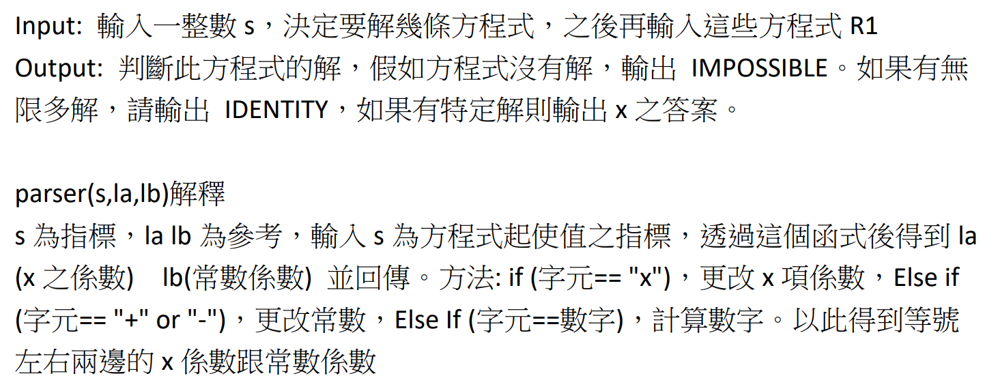 Input: 輸入一整數 s，決定要解幾條方程式，之後再輸入這些方程式 R1
Output: 判斷此方程式的解，假如方程式沒有解，輸出 IMPOSSIBLE。如果有無
限多解，請輸出 IDENTITY，如果有特定解則輸出 x 之答案。
parser(s,la,lb)解釋
s 為指標，la lb 為參考，輸入 s 為方程式起使值之指標，透過這個函式後得到 la
(x 之係數) lb(常數係數) 並回傳。方法: if (字元== "x")，更改 x 項係數，Else if
(字元== "+" or "-")，更改常數，Else If (字元==數字)，計算數字。以此得到等號
左右兩邊的 x 係數跟常數係數